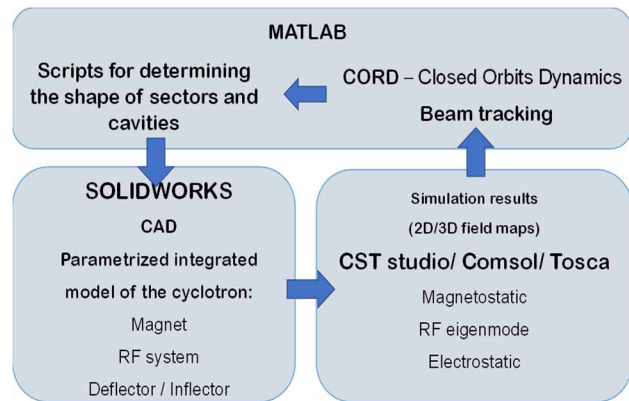 MATLAB
Scripts for determining
the shape of sectors and
cavities
CORD – Closed Orbits Dynamics
Beam tracking
SOLIDWORKS
CAD
Parametrized integrated
model of the cyclotron:
Magnet
RF system
Deflector / Inflector
Simulation results
(2D/3D field maps)
CST studio/ Comsol/ Tosca
Magnetostatic
RF eigenmode
Electrostatic